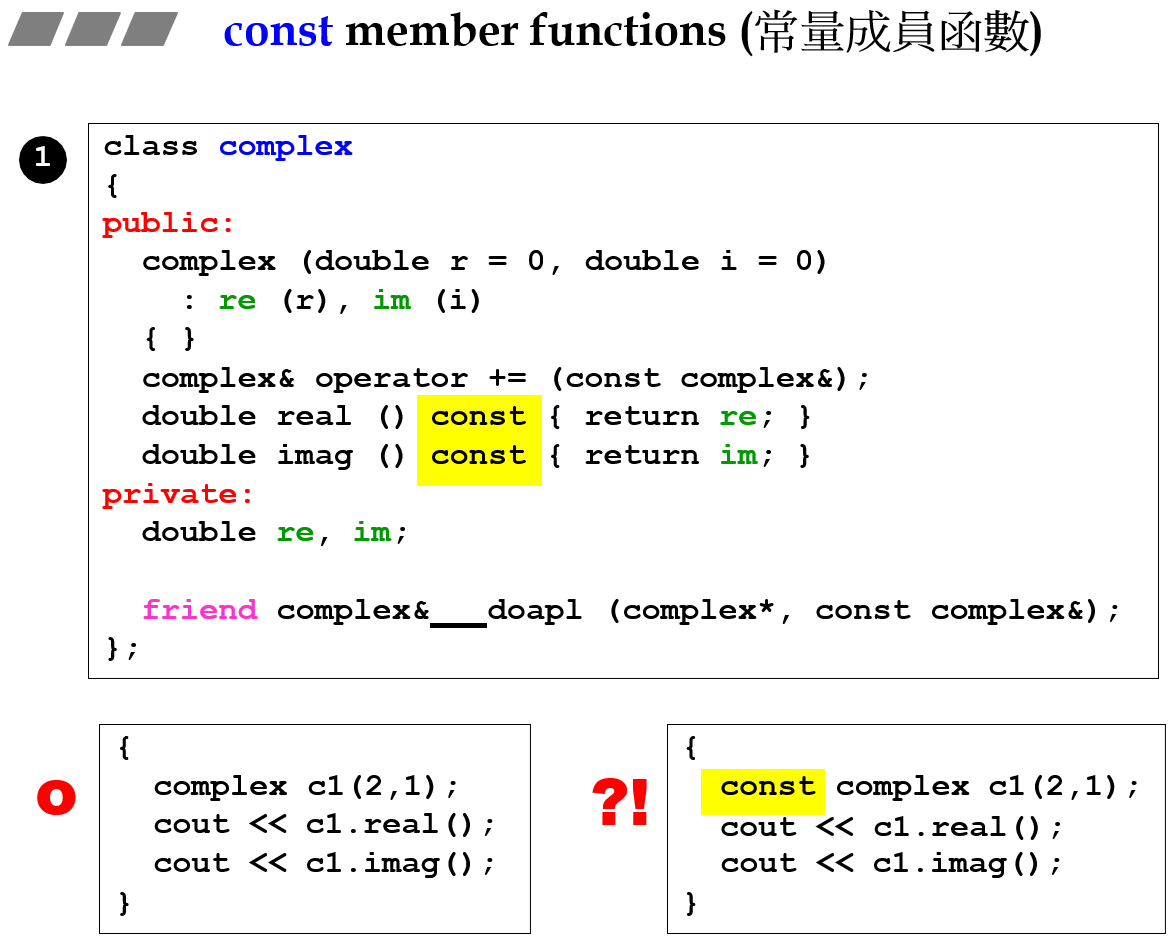 const member functions (常量成員函數)
1
class complex
{
public:
complex (double r = 0, double i = 0)
: re (r), im (i)
{ }
complex& operator += (const complex&);
double real () const { return re; }
double imag () const { return im; }
private:
double re, im;
friend complex&___doapl (complex*, const complex&);
};
o
{
complex c1(2,1);
cout << c1.real();
cout << c1.imag();
}
?!
{
const complex c1(2,1);
cout << c1.real();
cout << c1.imag();
}